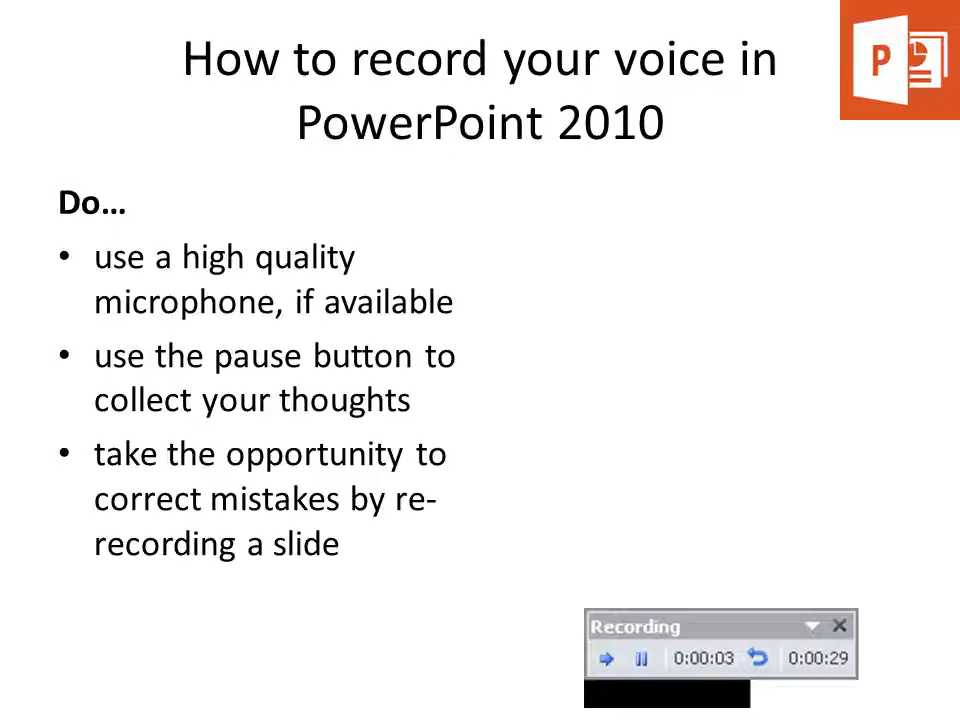 How to record your voice in
PowerPoint 2010
P
Do…
• use a high quality
microphone, if available
• use the pause button to
collect your thoughts
• take the opportunity to
correct mistakes by re-
recording a slide
Recording
0:00:03 0:00:29